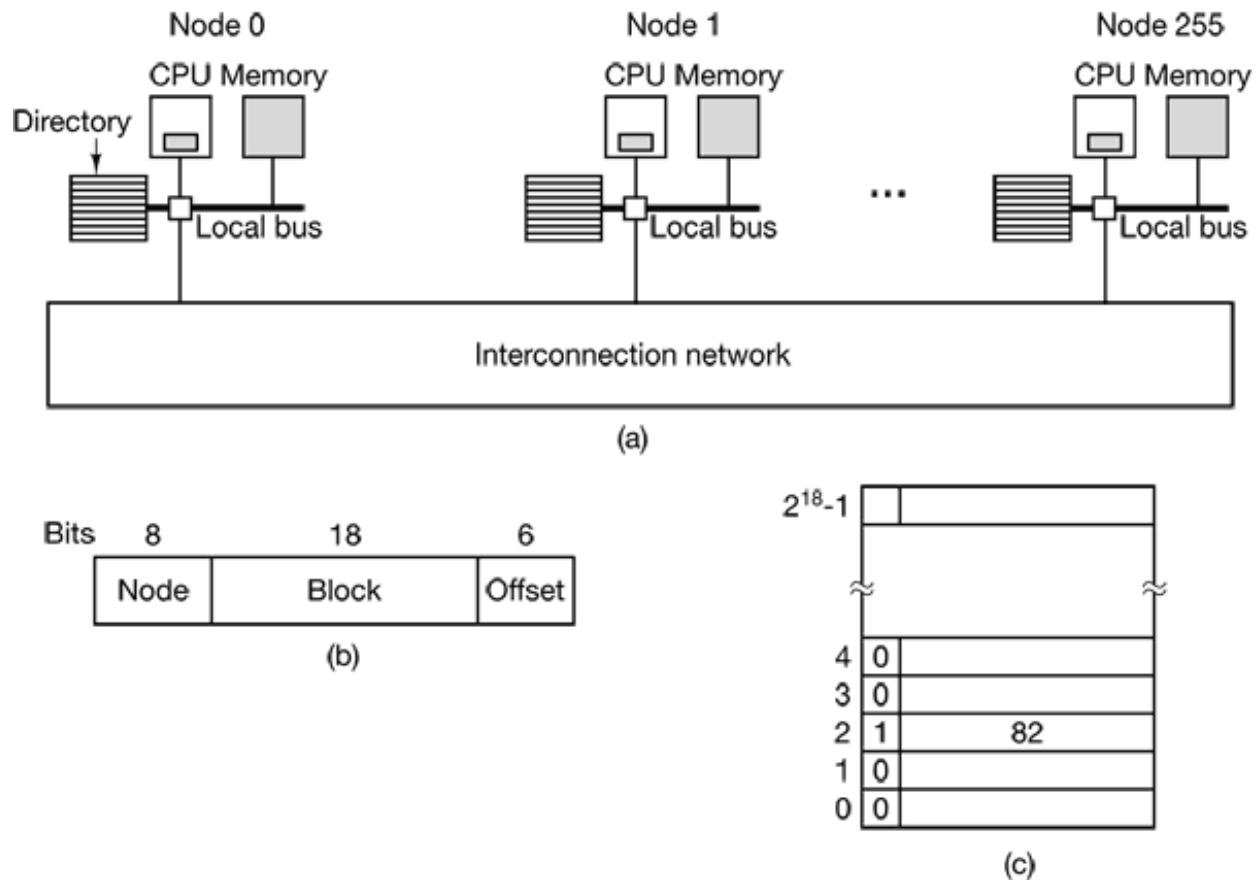 Node 0 Node 1 Node 255
CPU Memory CPU Memory CPU Memory
Directory
...
Local bus Local bus Local bus
Interconnection network
(a)
Bits 8 18 6
Node Block Offset
(b)
2^18-1
4 0
3 0
2 1 82
1 0
0 0
(c)